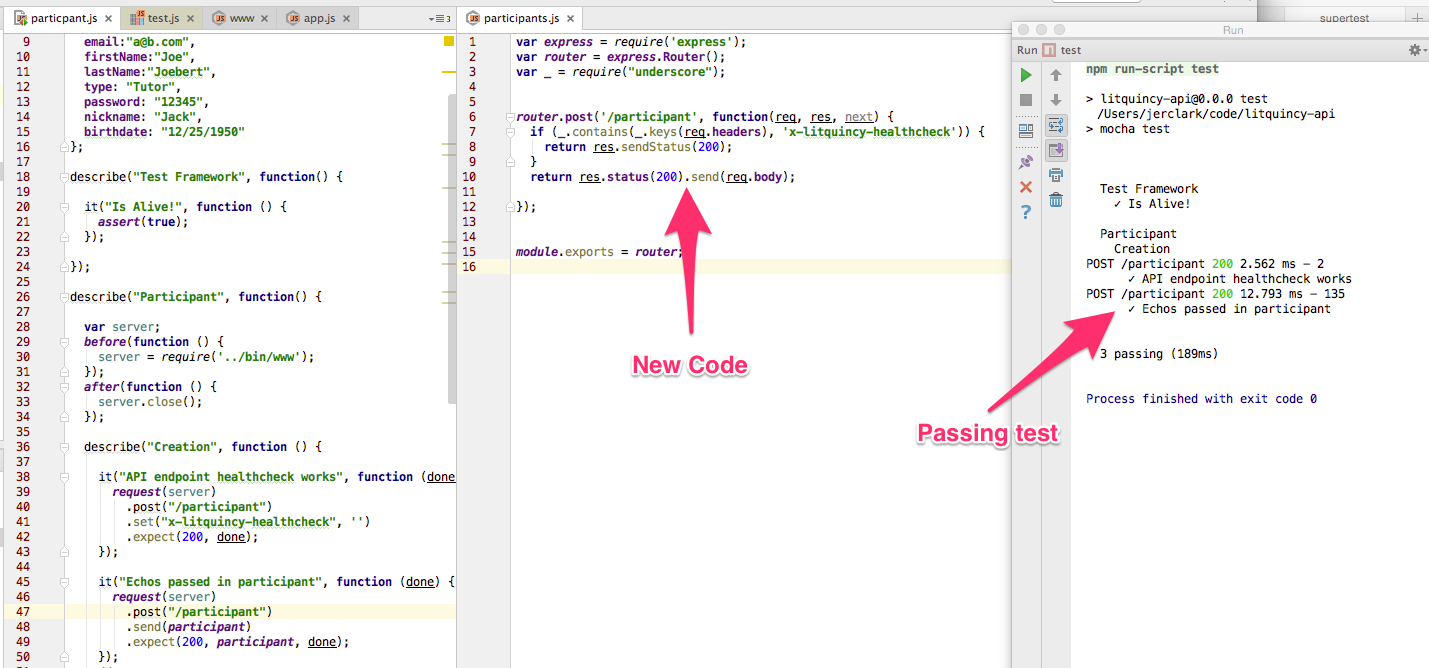 participant.js
test.js
www
app.js
3
participants.js
supertest
Run
Run test
9 email:"a@b.com",
10 firstName:"Joe",
11 lastName:"Joebert",
12 type: "Tutor",
13 password: "12345",
14 nickname: "Jack",
15 birthdate: "12/25/1950"
16 };
17
18 describe("Test Framework", function() {
19
20 it("Is Alive!", function () {
21 assert(true);
22 });
23
24 });
25
26 describe("Participant", function() {
27
28 var server;
29 before(function () {
30 server = require('../bin/www');
31 });
32 after(function () {
33 server.close();
34 });
35
36 describe("Creation", function () {
37
38 it("API endpoint healthcheck works", function (done
39 request(server)
40 .post("/participant")
41 .set("x-litquincy-healthcheck", '')
42 .expect(200, done);
43 });
44
45 it("Echos passed in participant", function (done) {
46 request(server)
47 .post("/participant")
48 .send(participant)
49 .expect(200, participant, done);
50 });
1 var express = require('express');
2 var router = express.Router();
3 var _ = require("underscore");
4
5
6 router.post('/participant', function(req, res, next) {
7 if (_.contains(_.keys(req.headers), 'x-litquincy-healthcheck')) {
8 return res.sendStatus(200);
9 }
10 return res.status(200).send(req.body);
11
12 });
13
14
15 module.exports = router;
16
New Code
npm run-script test
> litquincy-api@0.0.0 test
/Users/jerclark/code/litquincy-api
> mocha test
Test Framework
✓ Is Alive!
Participant
Creation
POST /participant 200 2.562 ms - 2
✓ API endpoint healthcheck works
POST /participant 200 12.793 ms - 135
✓ Echos passed in participant
3 passing (189ms)
Process finished with exit code 0
Passing test